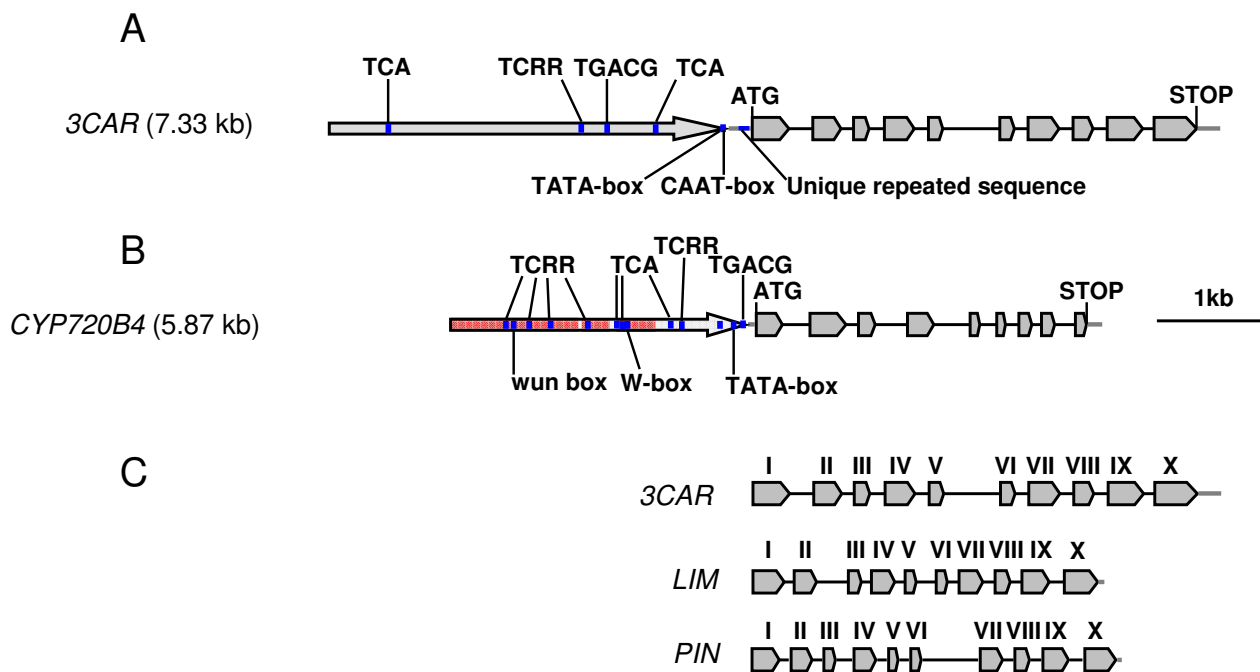 A
TCA TCRR TGACG TCA
ATG STOP
3CAR (7.33 kb)
TATA-box CAAT-box Unique repeated sequence
B
TCRR TCA TCRR TGACG
ATG STOP 1kb
CYP720B4 (5.87 kb)
wun box W-box TATA-box
C
I II III IV V VI VII VIII IX X
3CAR
I II III IV V VI VII VIII IX X
LIM
I II III IV V VI VII VIII IX X
PIN